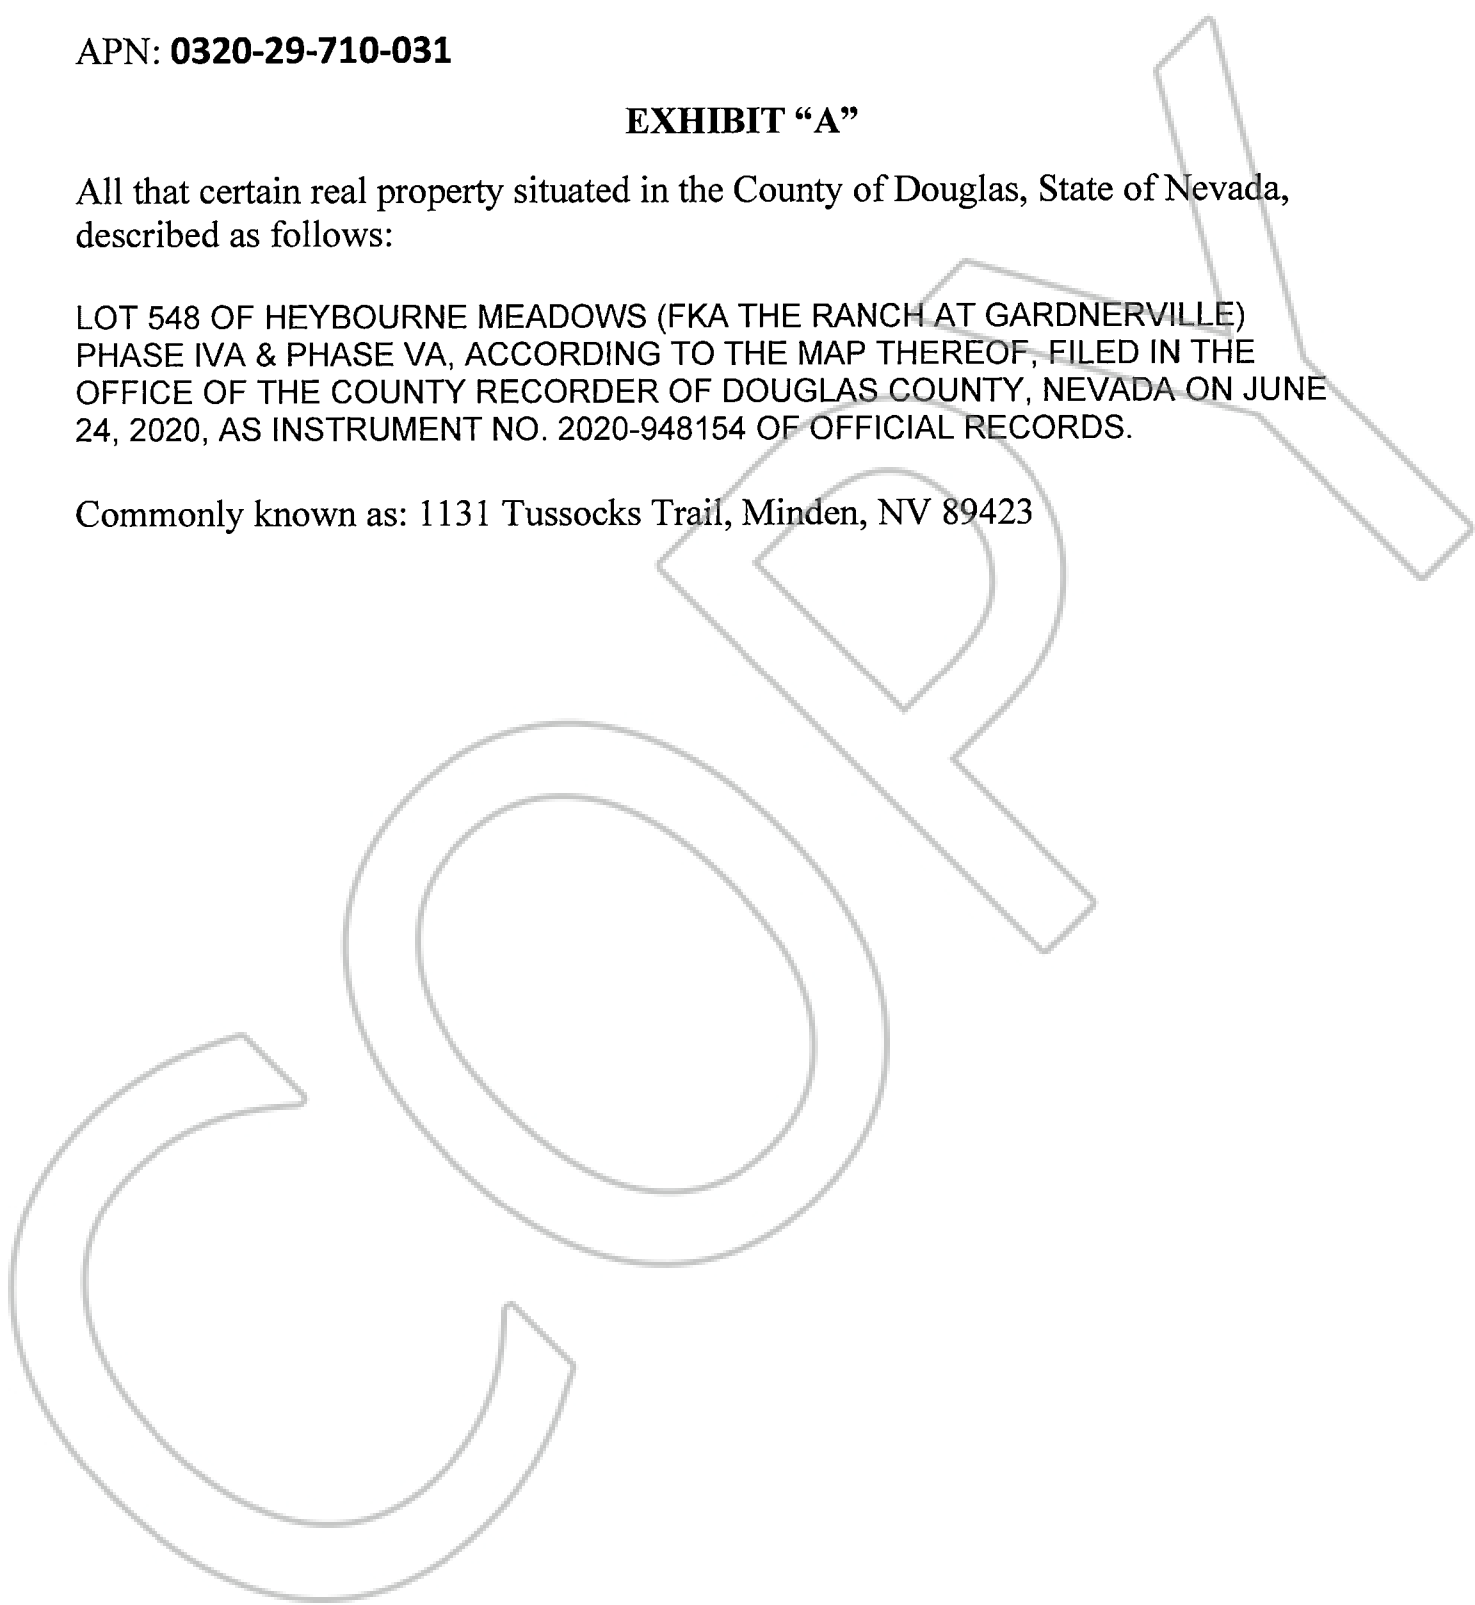 APN: 0320-29-710-031
EXHIBIT “A”
All that certain real property situated in the County of Douglas, State of Nevada,
described as follows:
LOT 548 OF HEYBOURNE MEADOWS (FKA THE RANCH AT GARDNERVILLE)
PHASE IVA & PHASE VA, ACCORDING TO THE MAP THEREOF, FILED IN THE
OFFICE OF THE COUNTY RECORDER OF DOUGLAS COUNTY, NEVADA ON JUNE
24, 2020, AS INSTRUMENT NO. 2020-948154 OF OFFICIAL RECORDS.
Commonly known as: 1131 Tussocks Trail, Minden, NV 89423
COPY